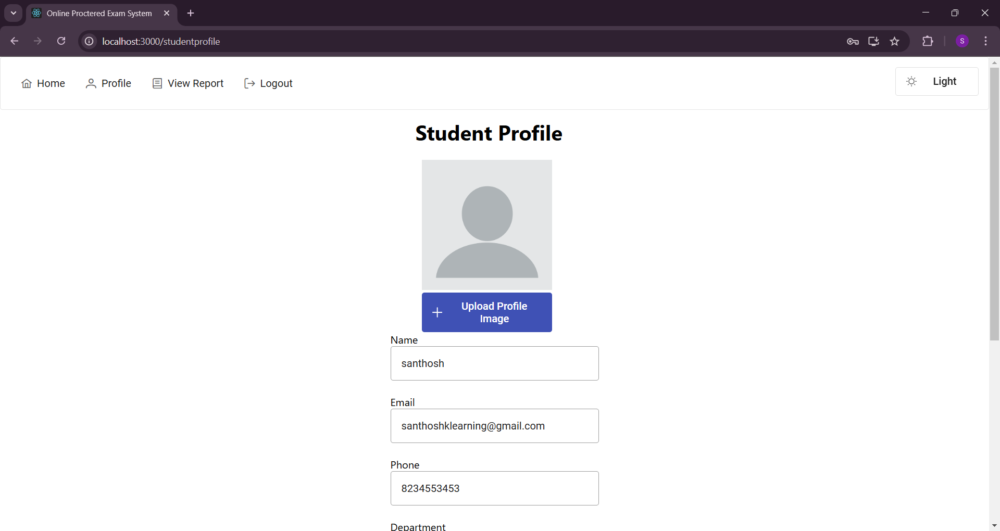 Online Proctered Exam System
localhost:3000/studentprofile
S
Home Profile View Report Logout
Light
Student Profile
Upload Profile
Image
Name
santhosh
Email
santhoshklearning@gmail.com
Phone
8234553453
Department